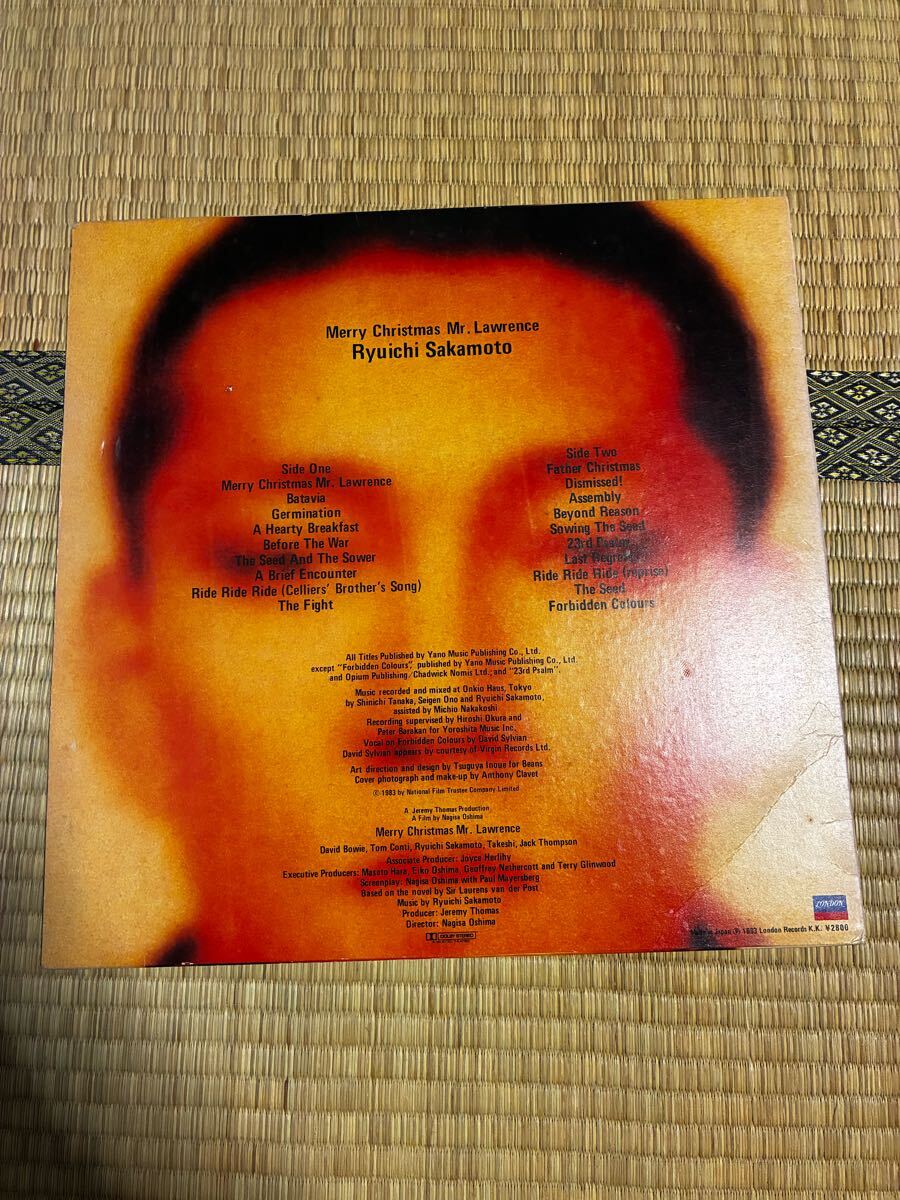 Merry Christmas Mr. Lawrence
Ryuichi Sakamoto
Side One
Merry Christmas Mr. Lawrence
Batavia
Germination
A Hearty Breakfast
Before The War
The Seed And The Sower
A Brief Encounter
Ride Ride Ride (Celliers' Brother's Song)
The Fight
Side Two
Father Christmas
Dismissed!
Assembly
Beyond Reason
Sowing The Seed
23rd Psalm
Last Regrets
Ride Ride Ride (reprise)
The Seed
Forbidden Colours
All Titles Published by Yano Music Publishing Co., Ltd.
except "Forbidden Colours", published by Yano Music Publishing Co., Ltd.
and Opium Publishing/Chadwick Nomis Ltd.; and "23rd Psalm".
Music recorded and mixed at Onkio Haus, Tokyo
by Shinichi Tanaka, Seigen Ono and Ryuichi Sakamoto,
assisted by Michio Nakakoshi
Recording supervised by Hiroshi Okura and
Peter Barakan for Yoroshita Music Inc.
Vocal on Forbidden Colours by David Sylvian
David Sylvian appears by courtesy of Virgin Records Ltd.
Art direction and design by Tsuguya Inoue for Beans
Cover photograph and make-up by Anthony Clavet
© 1983 by National Film Trustee Company Limited
A Jeremy Thomas Production
A Film by Nagisa Oshima
Merry Christmas Mr. Lawrence
David Bowie, Tom Conti, Ryuichi Sakamoto, Takeshi, Jack Thompson
Associate Producer: Joyce Herlihy
Executive Producers: Masato Hara, Eiko Oshima, Geoffrey Nethercott and Terry Glinwood
Screenplay: Nagisa Oshima with Paul Mayersberg
Based on the novel by Sir Laurens van der Post
Music by Ryuichi Sakamoto
Producer: Jeremy Thomas
Director: Nagisa Oshima
DOLBY STEREO
LONDON
Made in Japan ℗ 1983 London Records K.K. ¥2800